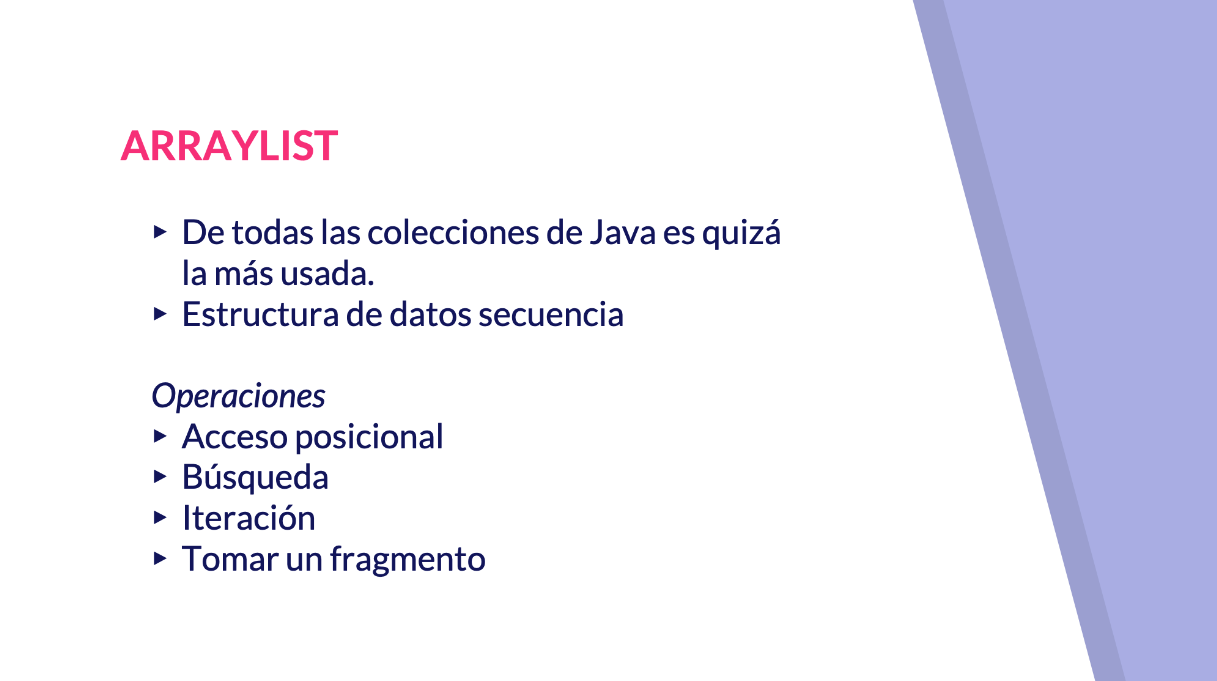 ARRAYLIST
▸ De todas las colecciones de Java es quizá
la más usada.
▸ Estructura de datos secuencia
Operaciones
▸ Acceso posicional
▸ Búsqueda
▸ Iteración
▸ Tomar un fragmento